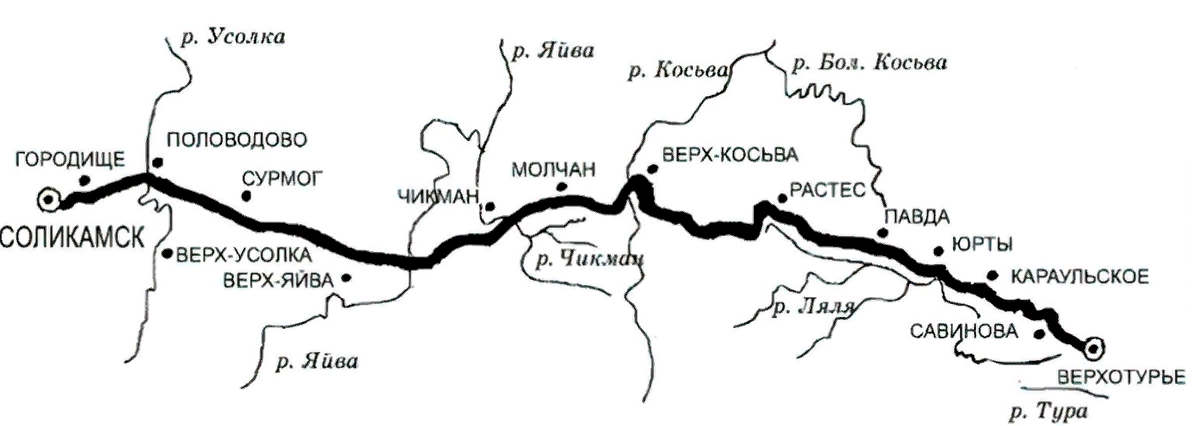 р. Усолка
р. Яйва
р. Косьва
р. Бол. Косьва
ПОЛОВОДОВО
ГОРОДИЩЕ
СУРМОГ
СОЛИКАМСК
ВЕРХ-УСОЛКА
ВЕРХ-ЯЙВА
р. Яйва
ЧИКМАН
МОЛЧАН
р. Чикман
ВЕРХ-КОСЬВА
РАСТЕС
ПАВДА
ЮРТЫ
КАРАУЛЬСКОЕ
р. Ляля
САВИНОВА
ВЕРХОТУРЬЕ
р. Тура